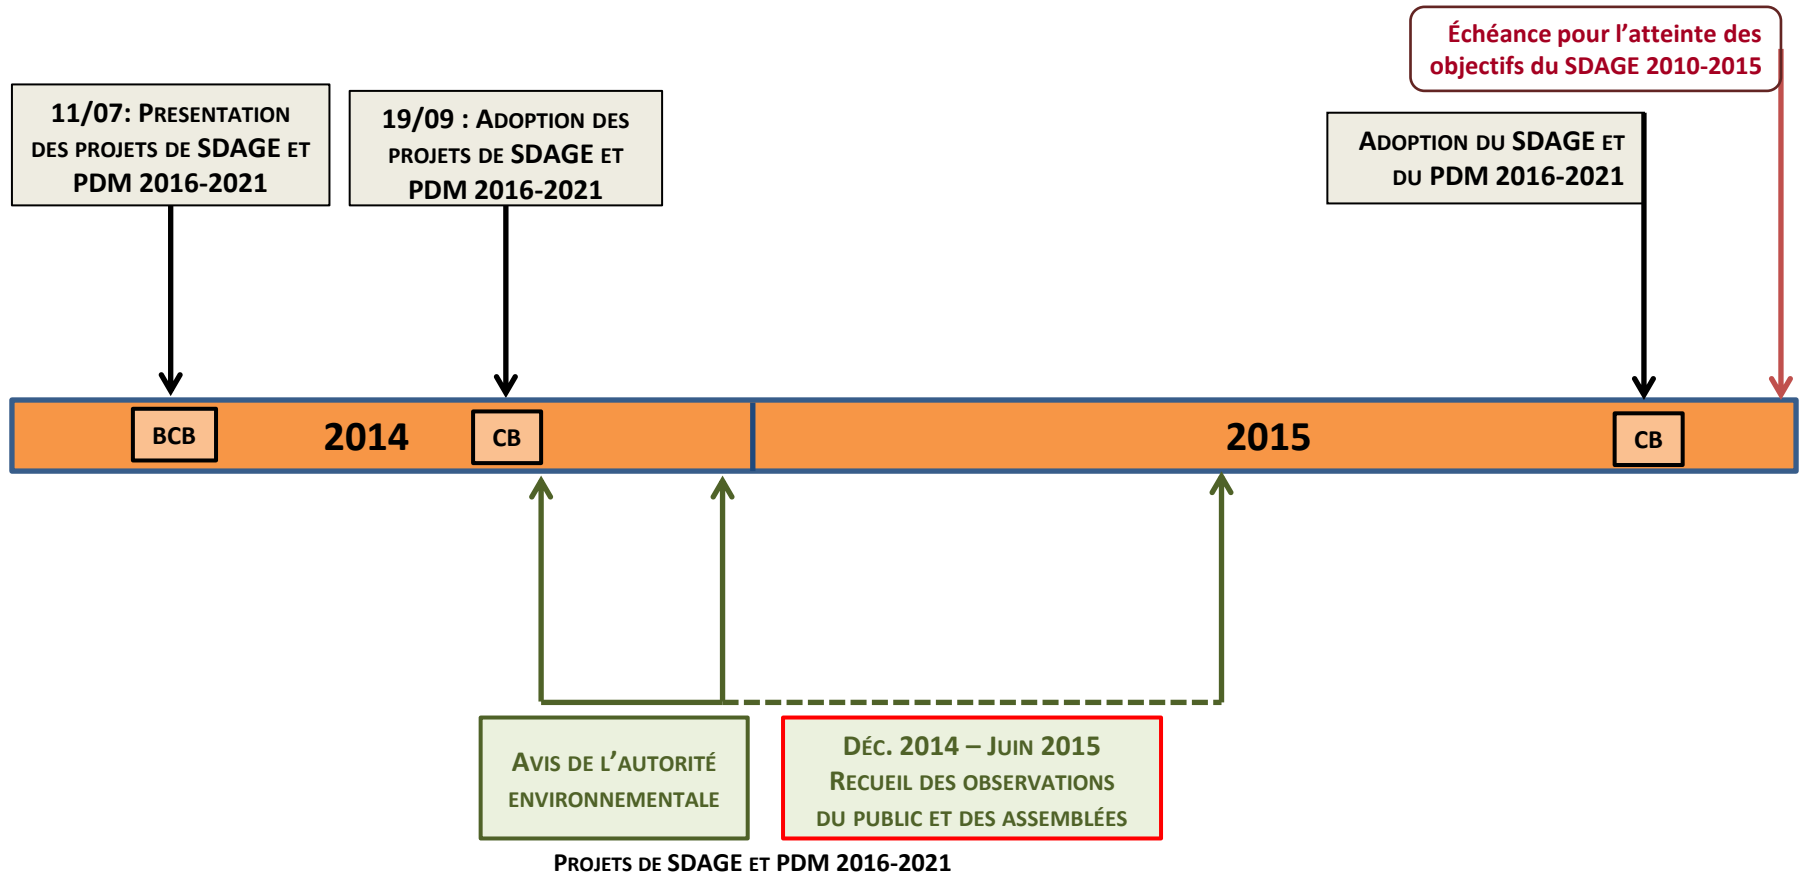 Échéance pour l’atteinte des
objectifs du SDAGE 2010-2015
11/07: PRESENTATION
DES PROJETS DE SDAGE ET
PDM 2016-2021
19/09 : ADOPTION DES
PROJETS DE SDAGE ET
PDM 2016-2021
ADOPTION DU SDAGE ET
DU PDM 2016-2021
BCB
2014
CB
2015
CB
AVIS DE L’AUTORITÉ
ENVIRONNEMENTALE
DÉC. 2014 – JUIN 2015
RECUEIL DES OBSERVATIONS
DU PUBLIC ET DES ASSEMBLÉES
PROJETS DE SDAGE ET PDM 2016-2021